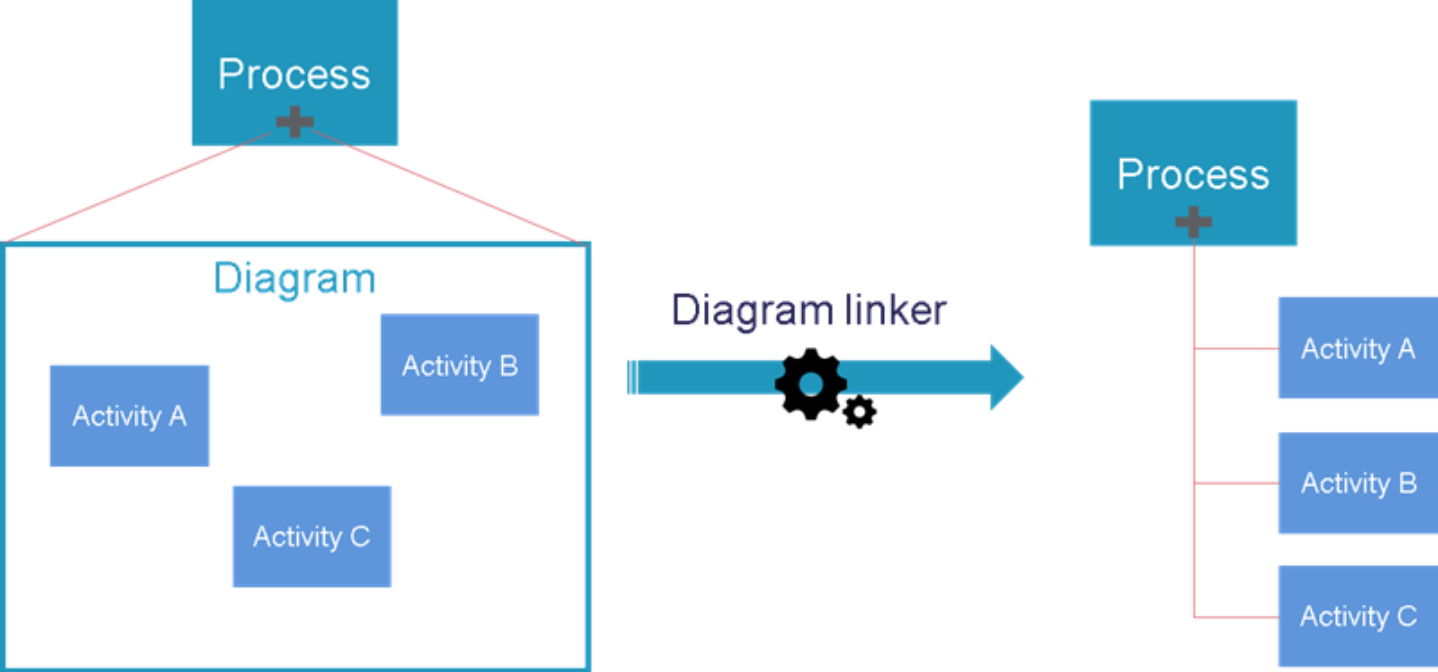 Process
Diagram
Activity B
Activity A
Activity C
Diagram linker
Process
Activity A
Activity B
Activity C